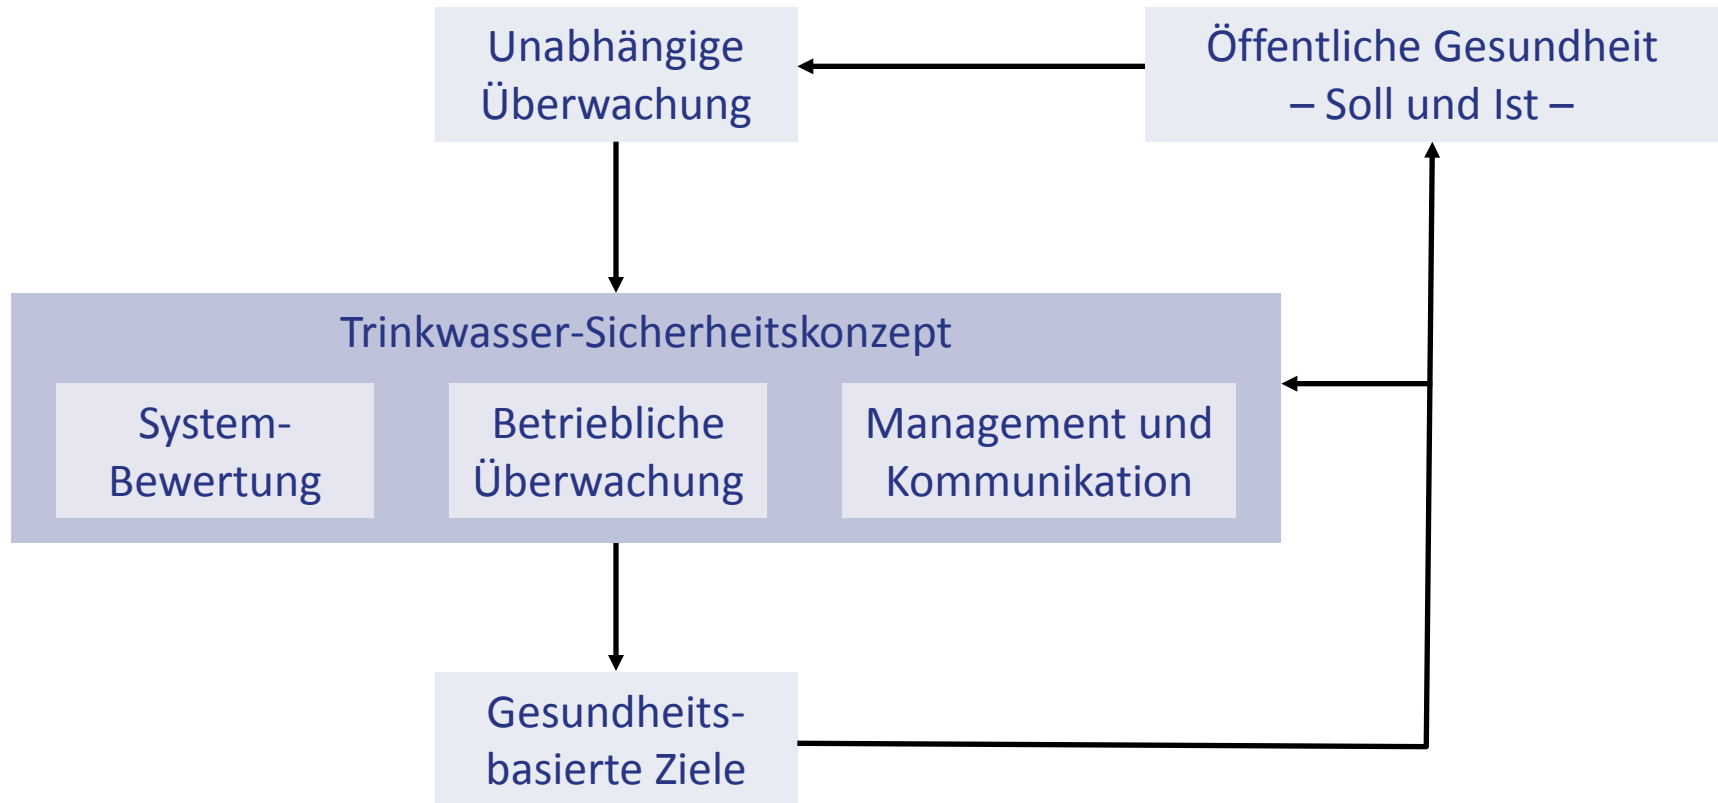 Unabhängige
Überwachung
Öffentliche Gesundheit
– Soll und Ist –
Trinkwasser-Sicherheitskonzept
System-
Bewertung
Betriebliche
Überwachung
Management und
Kommunikation
Gesundheits-
basierte Ziele